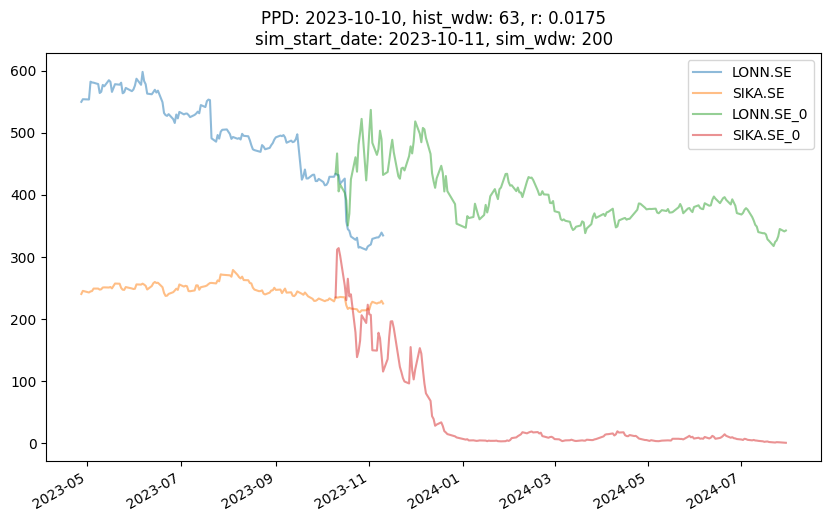 PPD: 2023-10-10, hist_wdw: 63, r: 0.0175
sim_start_date: 2023-10-11, sim_wdw: 200
LONN.SE
SIKA.SE
LONN.SE_0
SIKA.SE_0
600
500
400
300
200
100
0
2023-05
2023-07
2023-09
2023-11
2024-01
2024-03
2024-05
2024-07